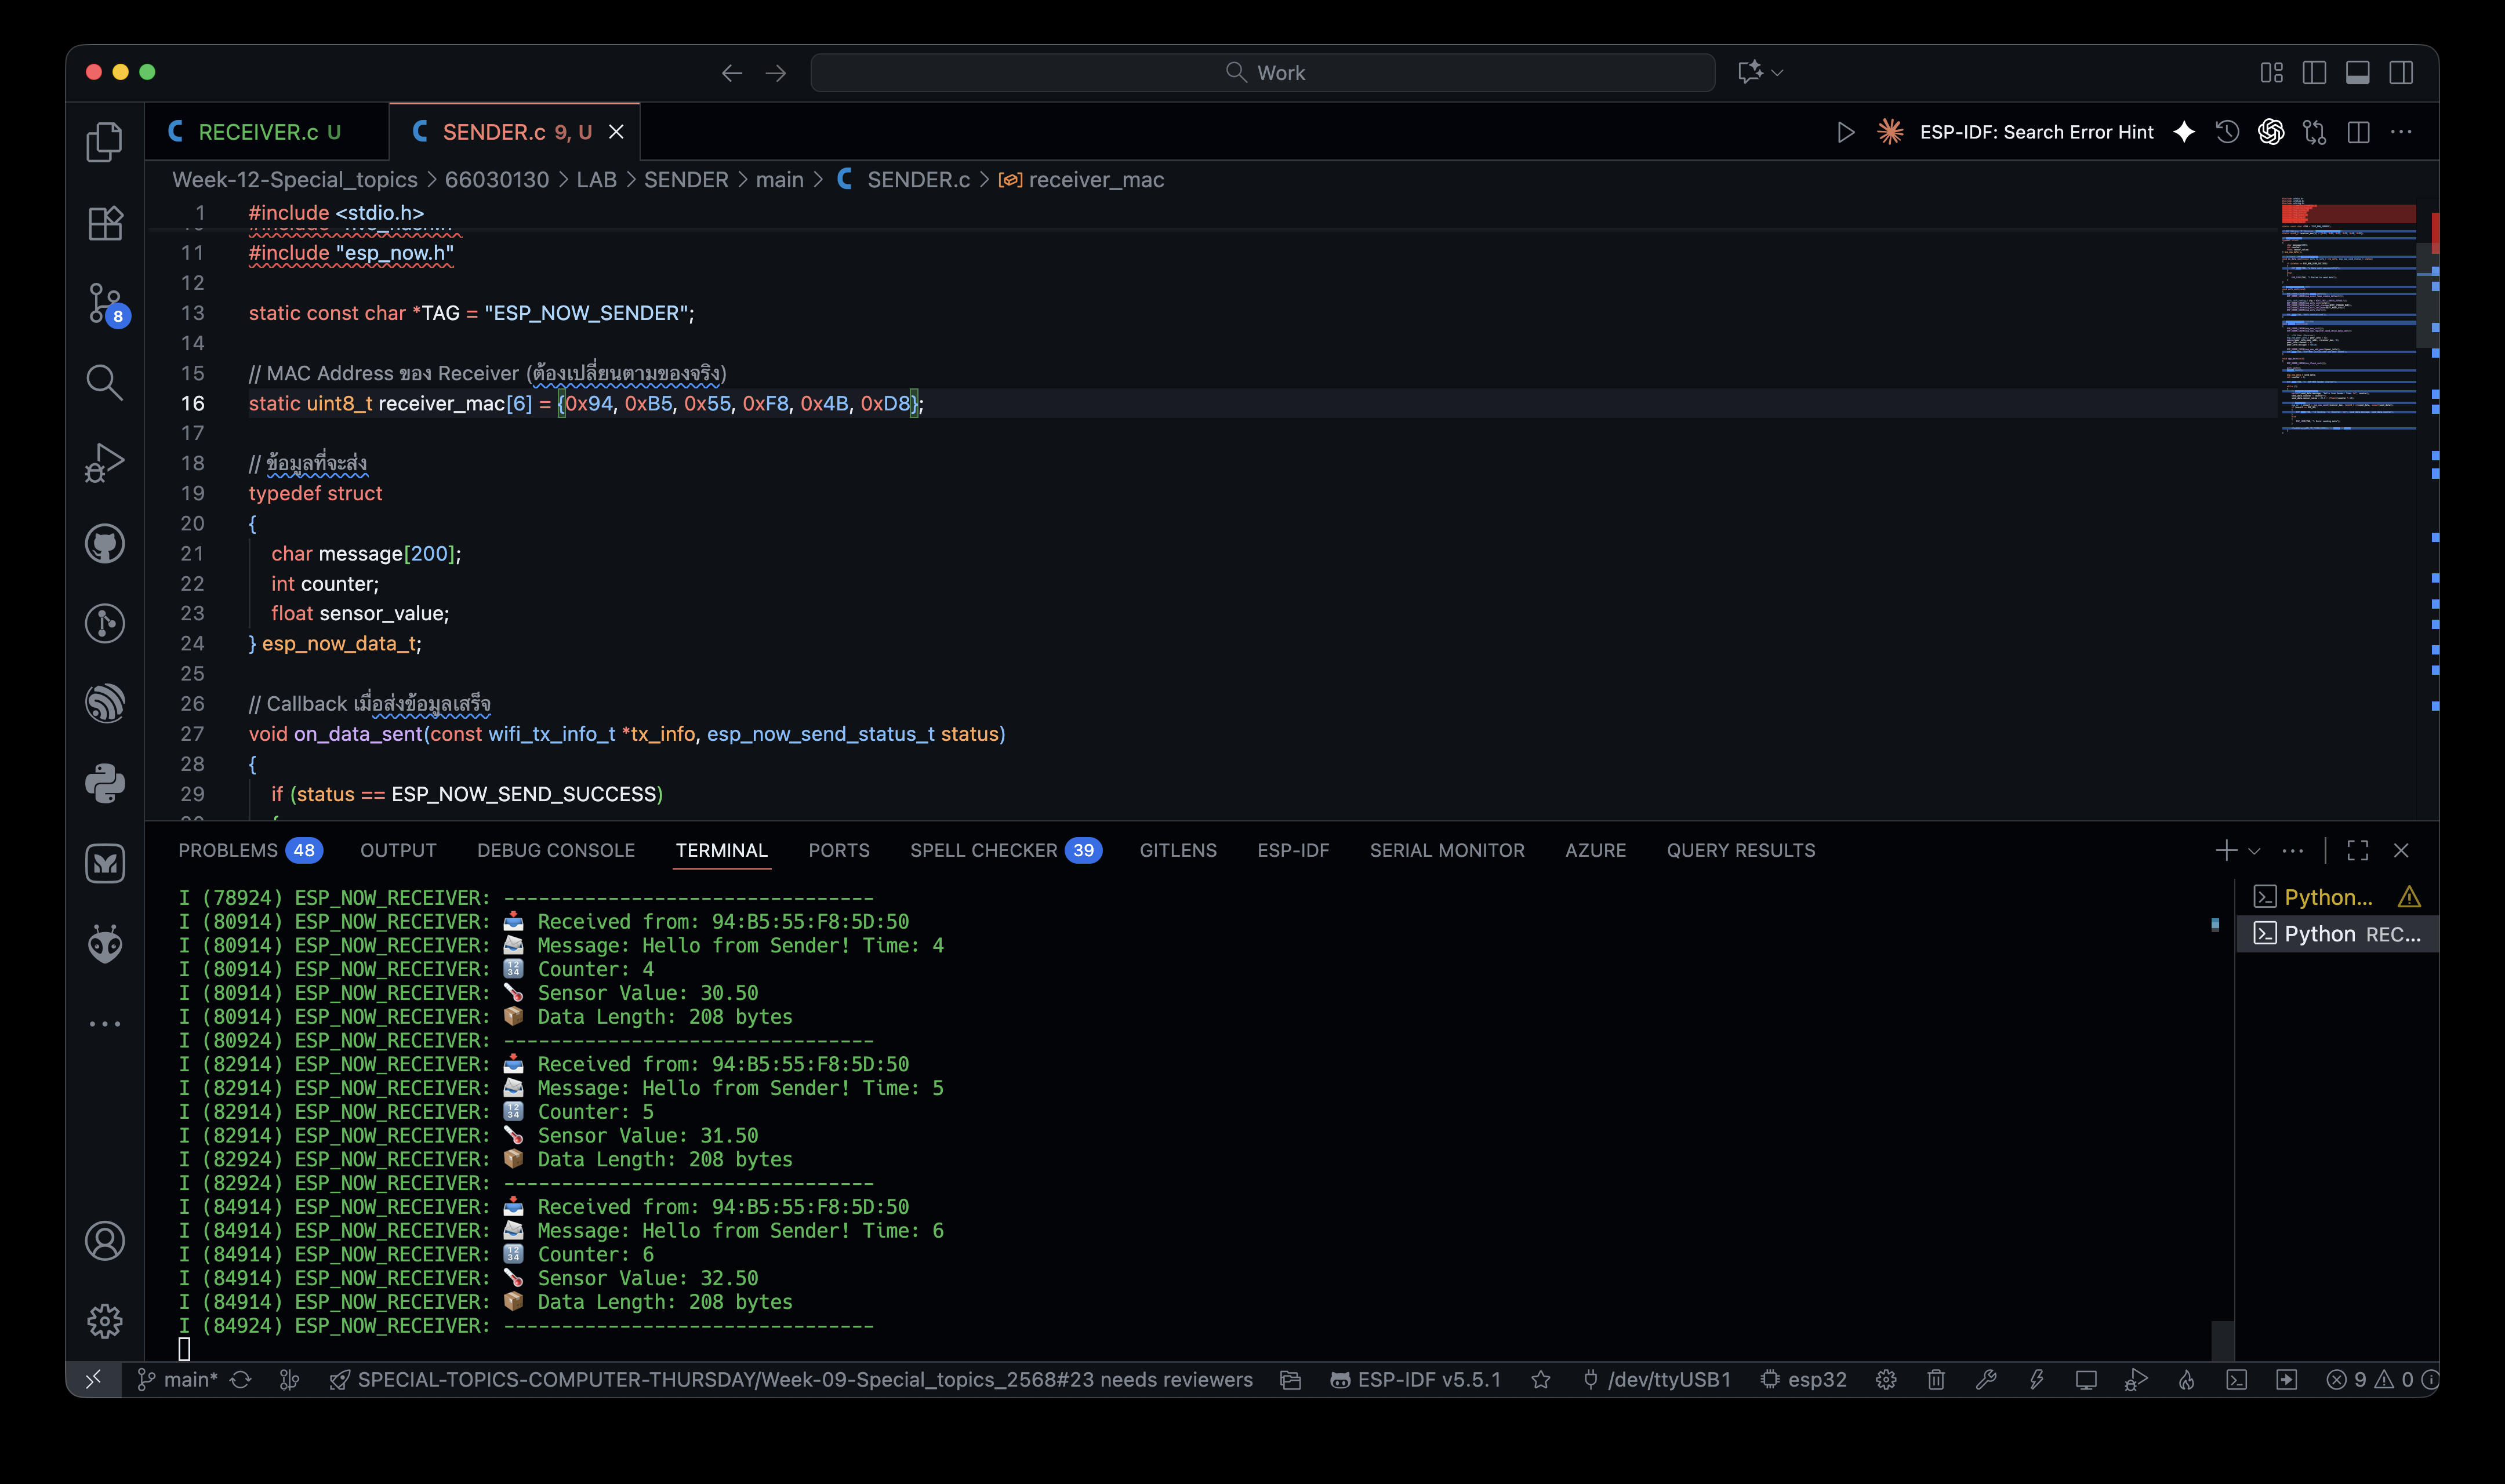 Work
RECEIVER.c U
SENDER.c 9, U
ESP-IDF: Search Error Hint
Week-12-Special_topics > 66030130 > LAB > SENDER > main > C SENDER.c > receiver_mac
8
1 #include <stdio.h>
11 #include "esp_now.h"
12
13 static const char *TAG = "ESP_NOW_SENDER";
14
15 // MAC Address ของ Receiver (ต้องเปลี่ยนตามของจริง)
16 static uint8_t receiver_mac[6] = {0x94, 0xB5, 0x55, 0xF8, 0x4B, 0xD8};
17
18 // ข้อมูลที่จะส่ง
19 typedef struct
20 {
21 char message[200];
22 int counter;
23 float sensor_value;
24 } esp_now_data_t;
25
26 // Callback เมื่อส่งข้อมูลเสร็จ
27 void on_data_sent(const wifi_tx_info_t *tx_info, esp_now_send_status_t status)
28 {
29 if (status == ESP_NOW_SEND_SUCCESS)
PROBLEMS 48 OUTPUT DEBUG CONSOLE TERMINAL PORTS SPELL CHECKER 39 GITLENS ESP-IDF SERIAL MONITOR AZURE QUERY RESULTS
I (78924) ESP_NOW_RECEIVER: --------------------------------
I (80914) ESP_NOW_RECEIVER: 📥 Received from: 94:B5:55:F8:5D:50
I (80914) ESP_NOW_RECEIVER: 📨 Message: Hello from Sender! Time: 4
I (80914) ESP_NOW_RECEIVER: 🔢 Counter: 4
I (80914) ESP_NOW_RECEIVER: 🌡 Sensor Value: 30.50
I (80914) ESP_NOW_RECEIVER: 📦 Data Length: 208 bytes
I (80924) ESP_NOW_RECEIVER: --------------------------------
I (82914) ESP_NOW_RECEIVER: 📥 Received from: 94:B5:55:F8:5D:50
I (82914) ESP_NOW_RECEIVER: 📨 Message: Hello from Sender! Time: 5
I (82914) ESP_NOW_RECEIVER: 🔢 Counter: 5
I (82914) ESP_NOW_RECEIVER: 🌡 Sensor Value: 31.50
I (82924) ESP_NOW_RECEIVER: 📦 Data Length: 208 bytes
I (82924) ESP_NOW_RECEIVER: --------------------------------
I (84914) ESP_NOW_RECEIVER: 📥 Received from: 94:B5:55:F8:5D:50
I (84914) ESP_NOW_RECEIVER: 📨 Message: Hello from Sender! Time: 6
I (84914) ESP_NOW_RECEIVER: 🔢 Counter: 6
I (84914) ESP_NOW_RECEIVER: 🌡 Sensor Value: 32.50
I (84914) ESP_NOW_RECEIVER: 📦 Data Length: 208 bytes
I (84924) ESP_NOW_RECEIVER: --------------------------------
Python...
Python REC...
main* SPECIAL-TOPICS-COMPUTER-THURSDAY/Week-09-Special_topics_2568#23 needs reviewers ESP-IDF v5.5.1 /dev/ttyUSB1 esp32 9 0